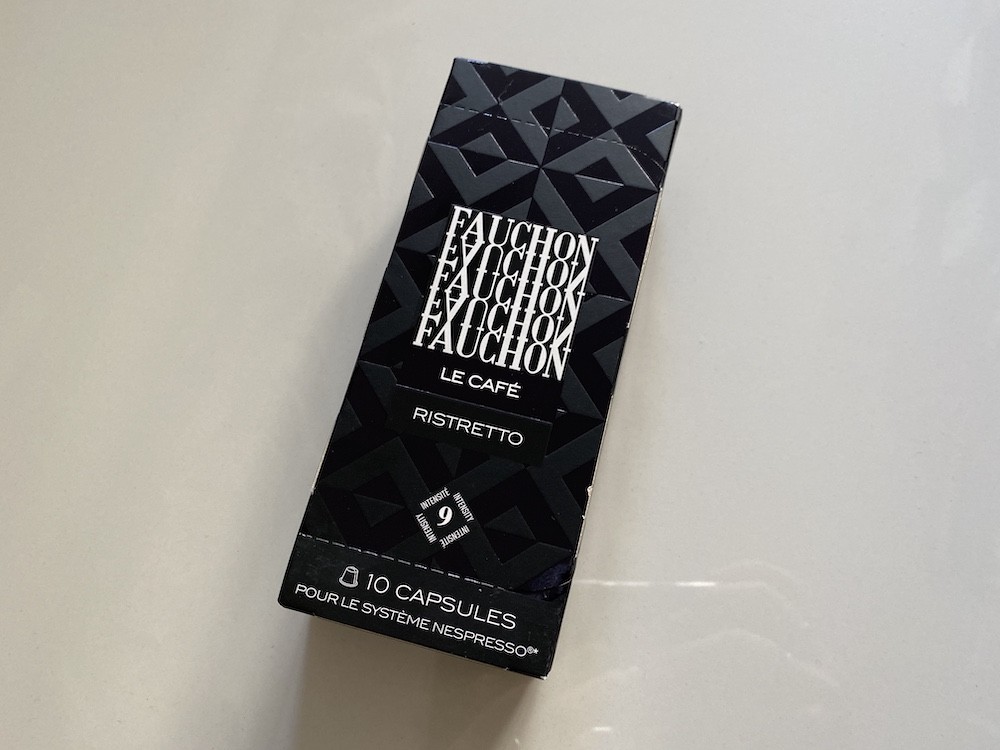 FAUCHON
FAUCHON
FAUCHON
FAUCHON
FAUCHON
LE CAFÉ
RISTRETTO
INTENSITÉ INTENSITY
9
INTENSITY INTENSITÉ
10 CAPSULES
POUR LE SYSTÈME NESPRESSO®*